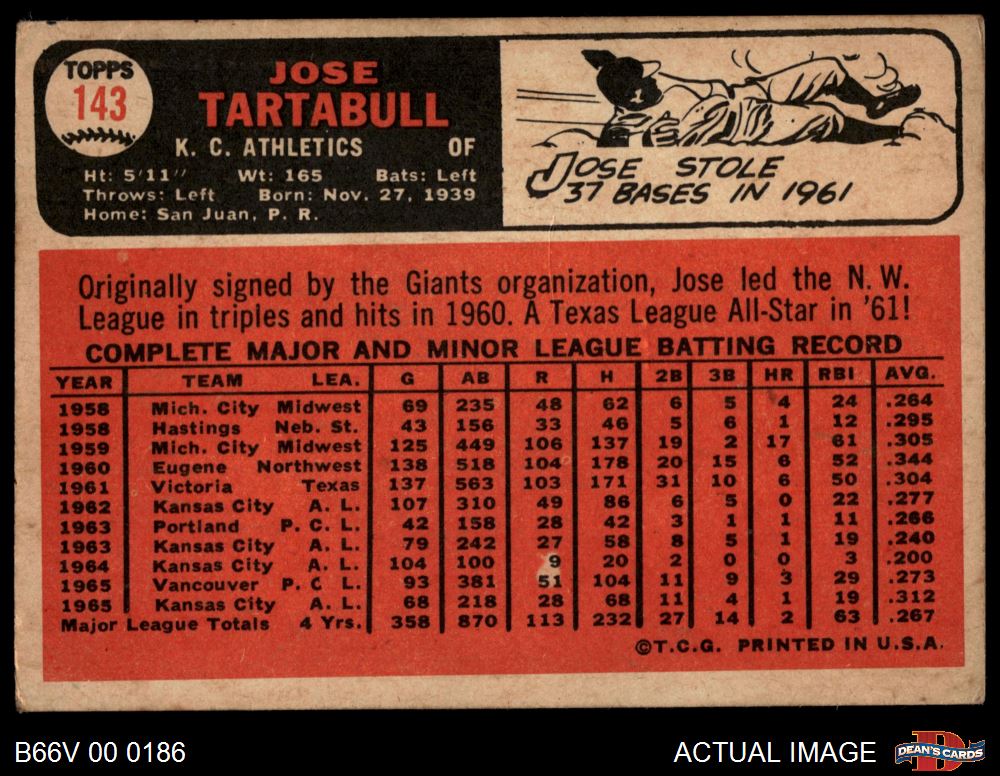 TOPPS
143
JOSE
TARTABULL
K. C. ATHLETICS OF
Ht: 5'11" Wt: 165 Bats: Left
Throws: Left Born: Nov. 27, 1939
Home: San Juan, P. R.
JOSE STOLE
37 BASES IN 1961
Originally signed by the Giants organization, Jose led the N. W.
League in triples and hits in 1960. A Texas League All-Star in '61!
COMPLETE MAJOR AND MINOR LEAGUE BATTING RECORD
YEAR TEAM LEA. G AB R H 2B 3B HR RBI AVG.
1958 Mich. City Midwest 69 235 48 62 6 5 4 24 .264
1958 Hastings Neb. St. 43 156 33 46 5 6 1 12 .295
1959 Mich. City Midwest 125 449 106 137 19 2 17 61 .305
1960 Eugene Northwest 138 518 104 178 20 15 6 52 .344
1961 Victoria Texas 137 563 103 171 31 10 6 50 .304
1962 Kansas City A. L. 107 310 49 86 6 5 0 22 .277
1963 Portland P. C. L. 42 158 28 42 3 1 1 11 .266
1963 Kansas City A. L. 79 242 27 58 8 5 1 19 .240
1964 Kansas City A. L. 104 100 9 20 2 0 0 3 .200
1965 Vancouver P. C L. 93 381 51 104 11 9 3 29 .273
1965 Kansas City A. L. 68 218 28 68 11 4 1 19 .312
Major League Totals 4 Yrs. 358 870 113 232 27 14 2 63 .267
©T.C.G. PRINTED IN U.S.A.
B66V 00 0186 ACTUAL IMAGE DEAN'S CARDS